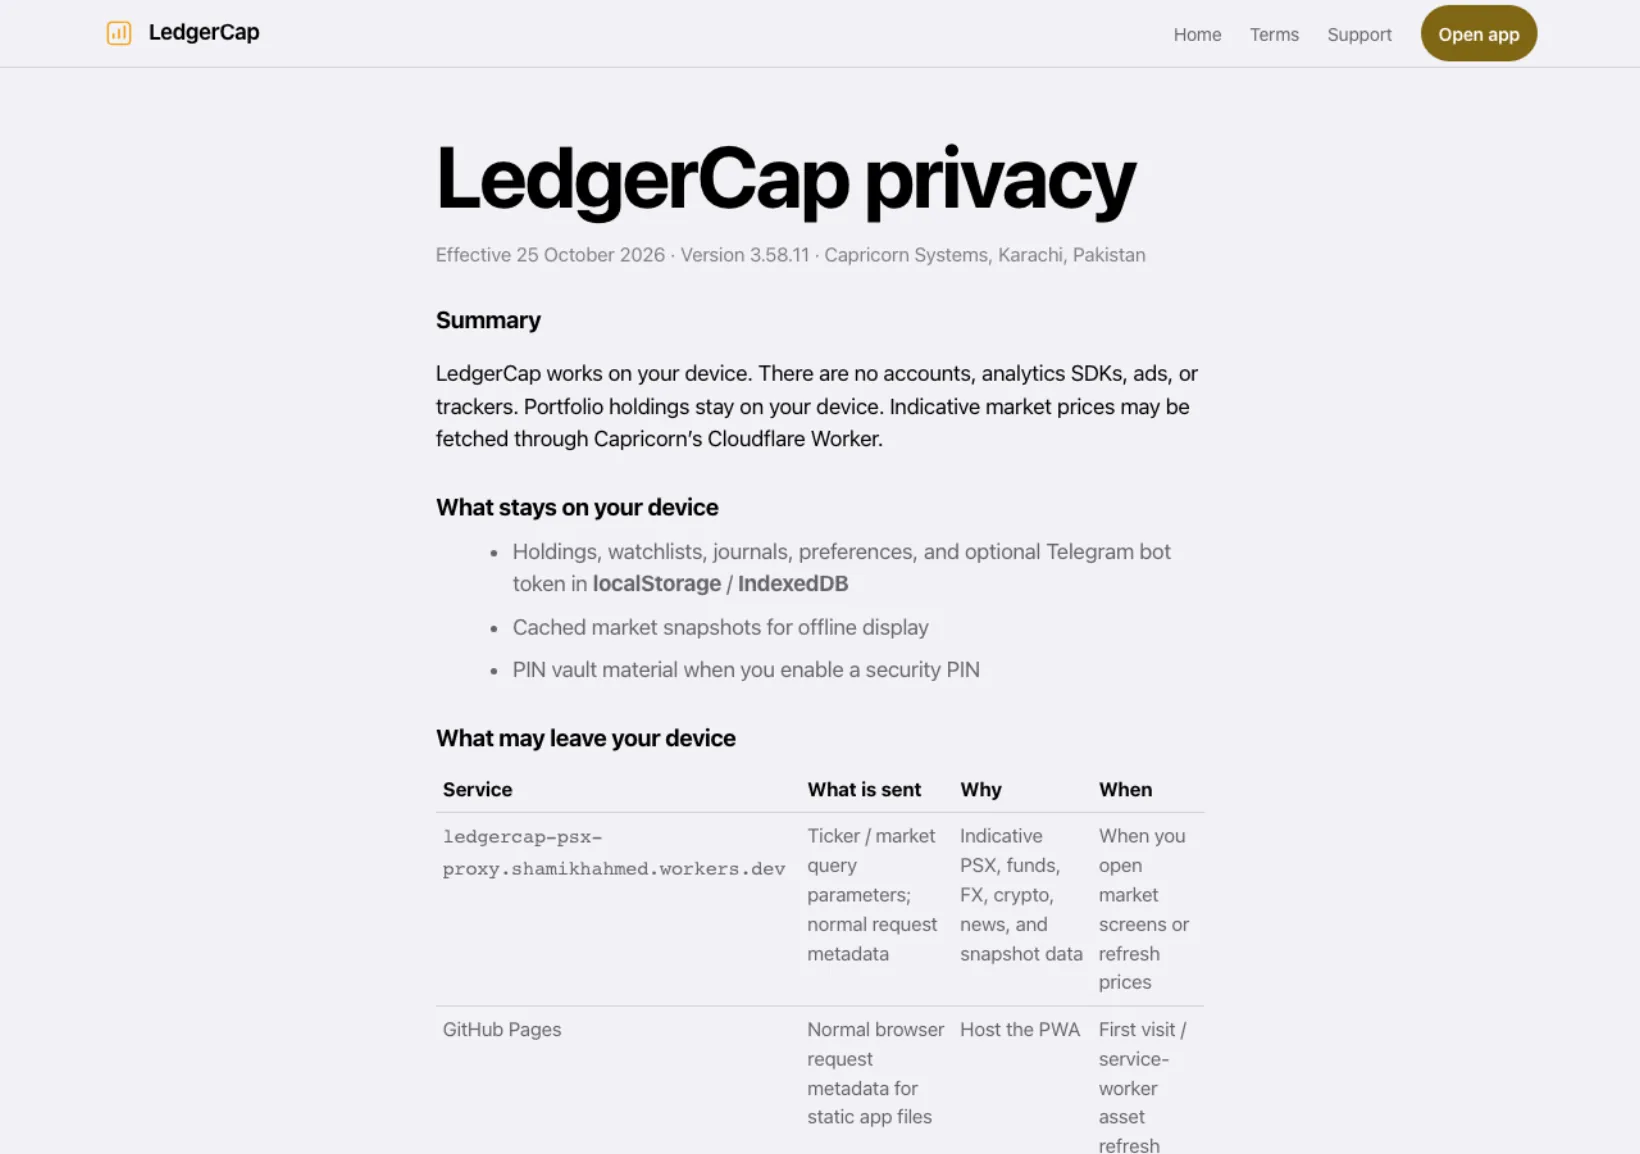 LedgerCap
Home
Terms
Support
Open app
LedgerCap privacy
Effective 25 October 2026 · Version 3.58.11 · Capricorn Systems, Karachi, Pakistan
Summary
LedgerCap works on your device. There are no accounts, analytics SDKs, ads, or
trackers. Portfolio holdings stay on your device. Indicative market prices may be
fetched through Capricorn’s Cloudflare Worker.
What stays on your device
• Holdings, watchlists, journals, preferences, and optional Telegram bot
token in localStorage / IndexedDB
• Cached market snapshots for offline display
• PIN vault material when you enable a security PIN
What may leave your device
Service
What is sent
Why
When
ledgercap-psx-
proxy.shamikhahmed.workers.dev
Ticker / market
query
parameters;
normal request
metadata
Indicative
PSX, funds,
FX, crypto,
news, and
snapshot data
When you
open
market
screens or
refresh
prices
GitHub Pages
Normal browser
request
metadata for
static app files
Host the PWA
First visit /
service-
worker
asset
refresh